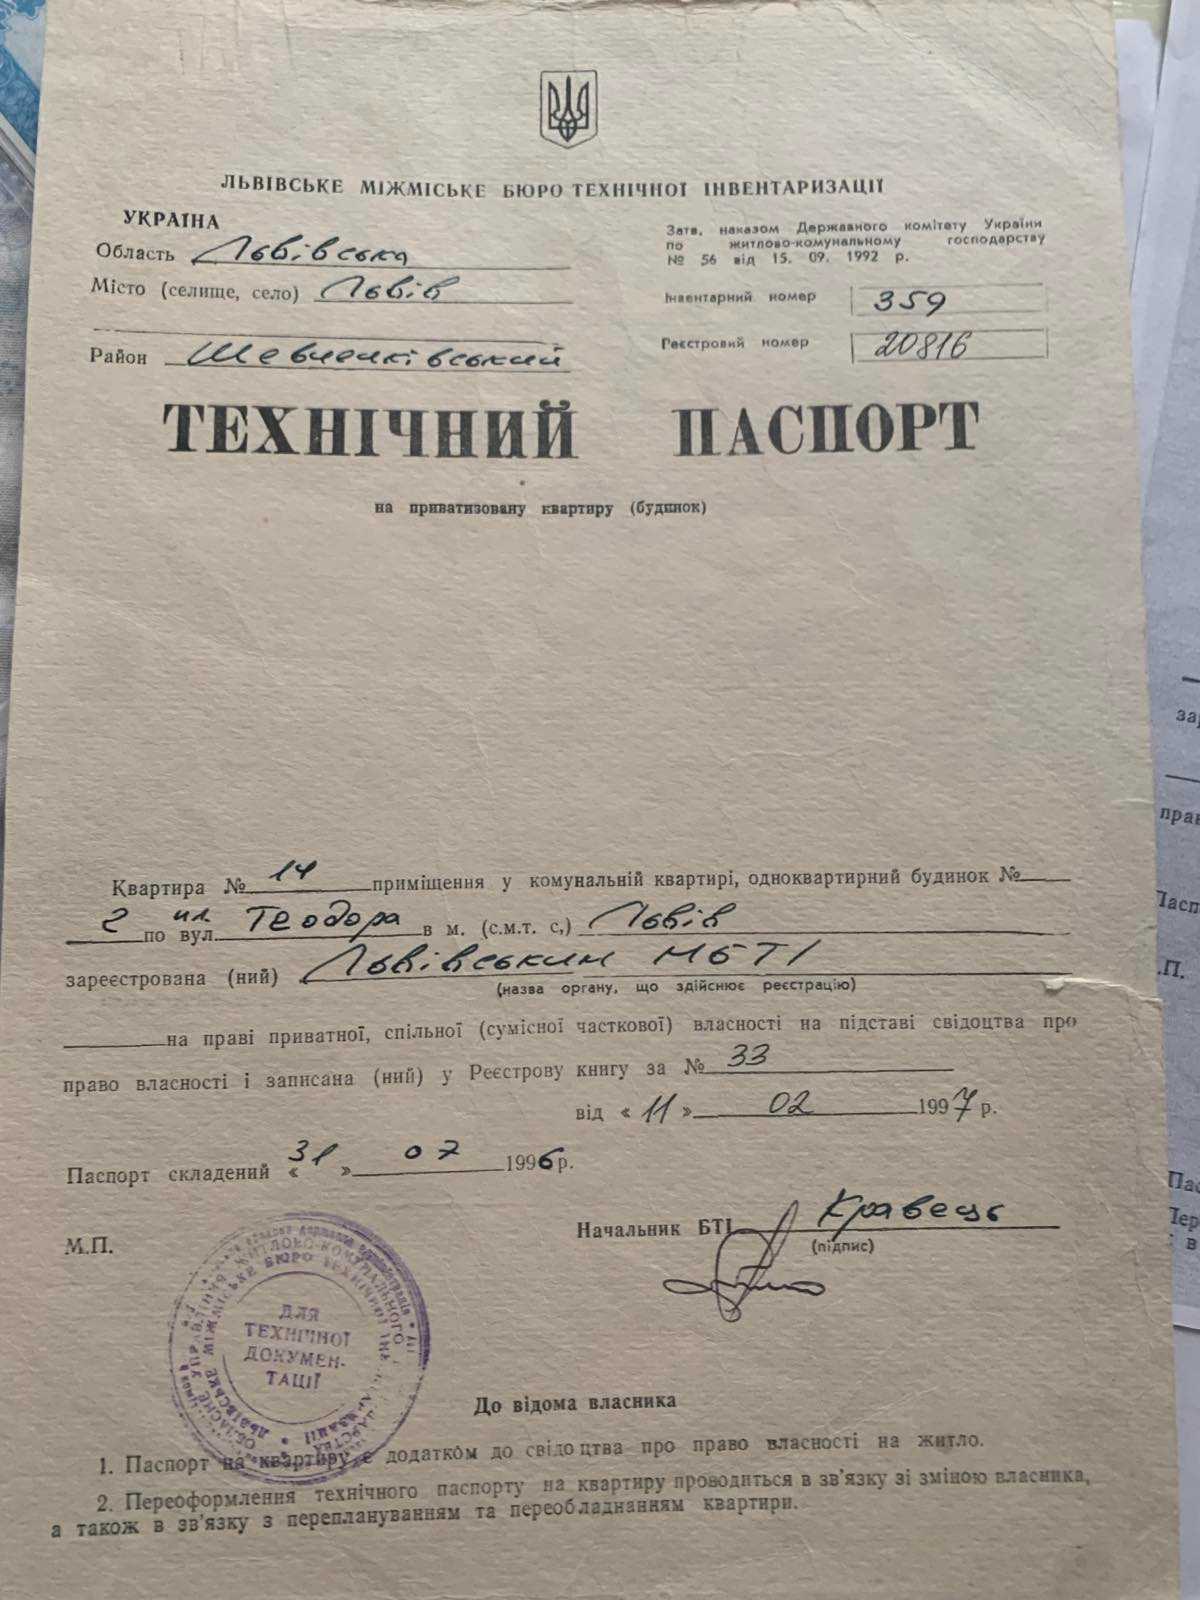 ЛЬВІВСЬКЕ МІЖМІСЬКЕ БЮРО ТЕХНІЧНОЇ ІНВЕНТАРИЗАЦІЇ
УКРАЇНА
Область Львівська
Місто (селище, село) Львів
Район Шевченківський
Затв. наказом Державного комітету України
по житлово-комунальному господарству
№ 56 від 15. 09. 1992 р.
Інвентарний номер 359
Реєстровий номер 20816
ТЕХНІЧНИЙ ПАСПОРТ
на приватизовану квартиру (будинок)
Квартира № 14 приміщення у комунальній квартирі, одноквартирний будинок №
2 по вул. пл. Теодора в м. (с.м.т. с,) Львів
зареєстрована (ний) Львівським МБТІ
(назва органу, що здійснює реєстрацію)
на праві приватної, спільної (сумісної часткової) власності на підставі свідоцтва про
право власності і записана (ний) у Реєстрову книгу за № 33
від « 11 » 02 1997 р.
Паспорт складений « 31 » 07 1996 р.
М.П.
Начальник БТІ Кравець
(підпис)
ЖИТЛОВО-КОМУНАЛЬНОГО
МІЖМІСЬКЕ БЮРО ТЕХНІЧНОЇ
ЛЬВІВСЬКЕ
ДЛЯ
ТЕХНІЧНОЇ
ДОКУМЕН-
ТАЦІЇ
До відома власника
1. Паспорт на квартиру є додатком до свідоцтва про право власності на житло.
2. Переоформлення технічного паспорту на квартиру проводиться в зв'язку зі зміною власника,
а також в зв'язку з переплануванням та переобладнанням квартири.